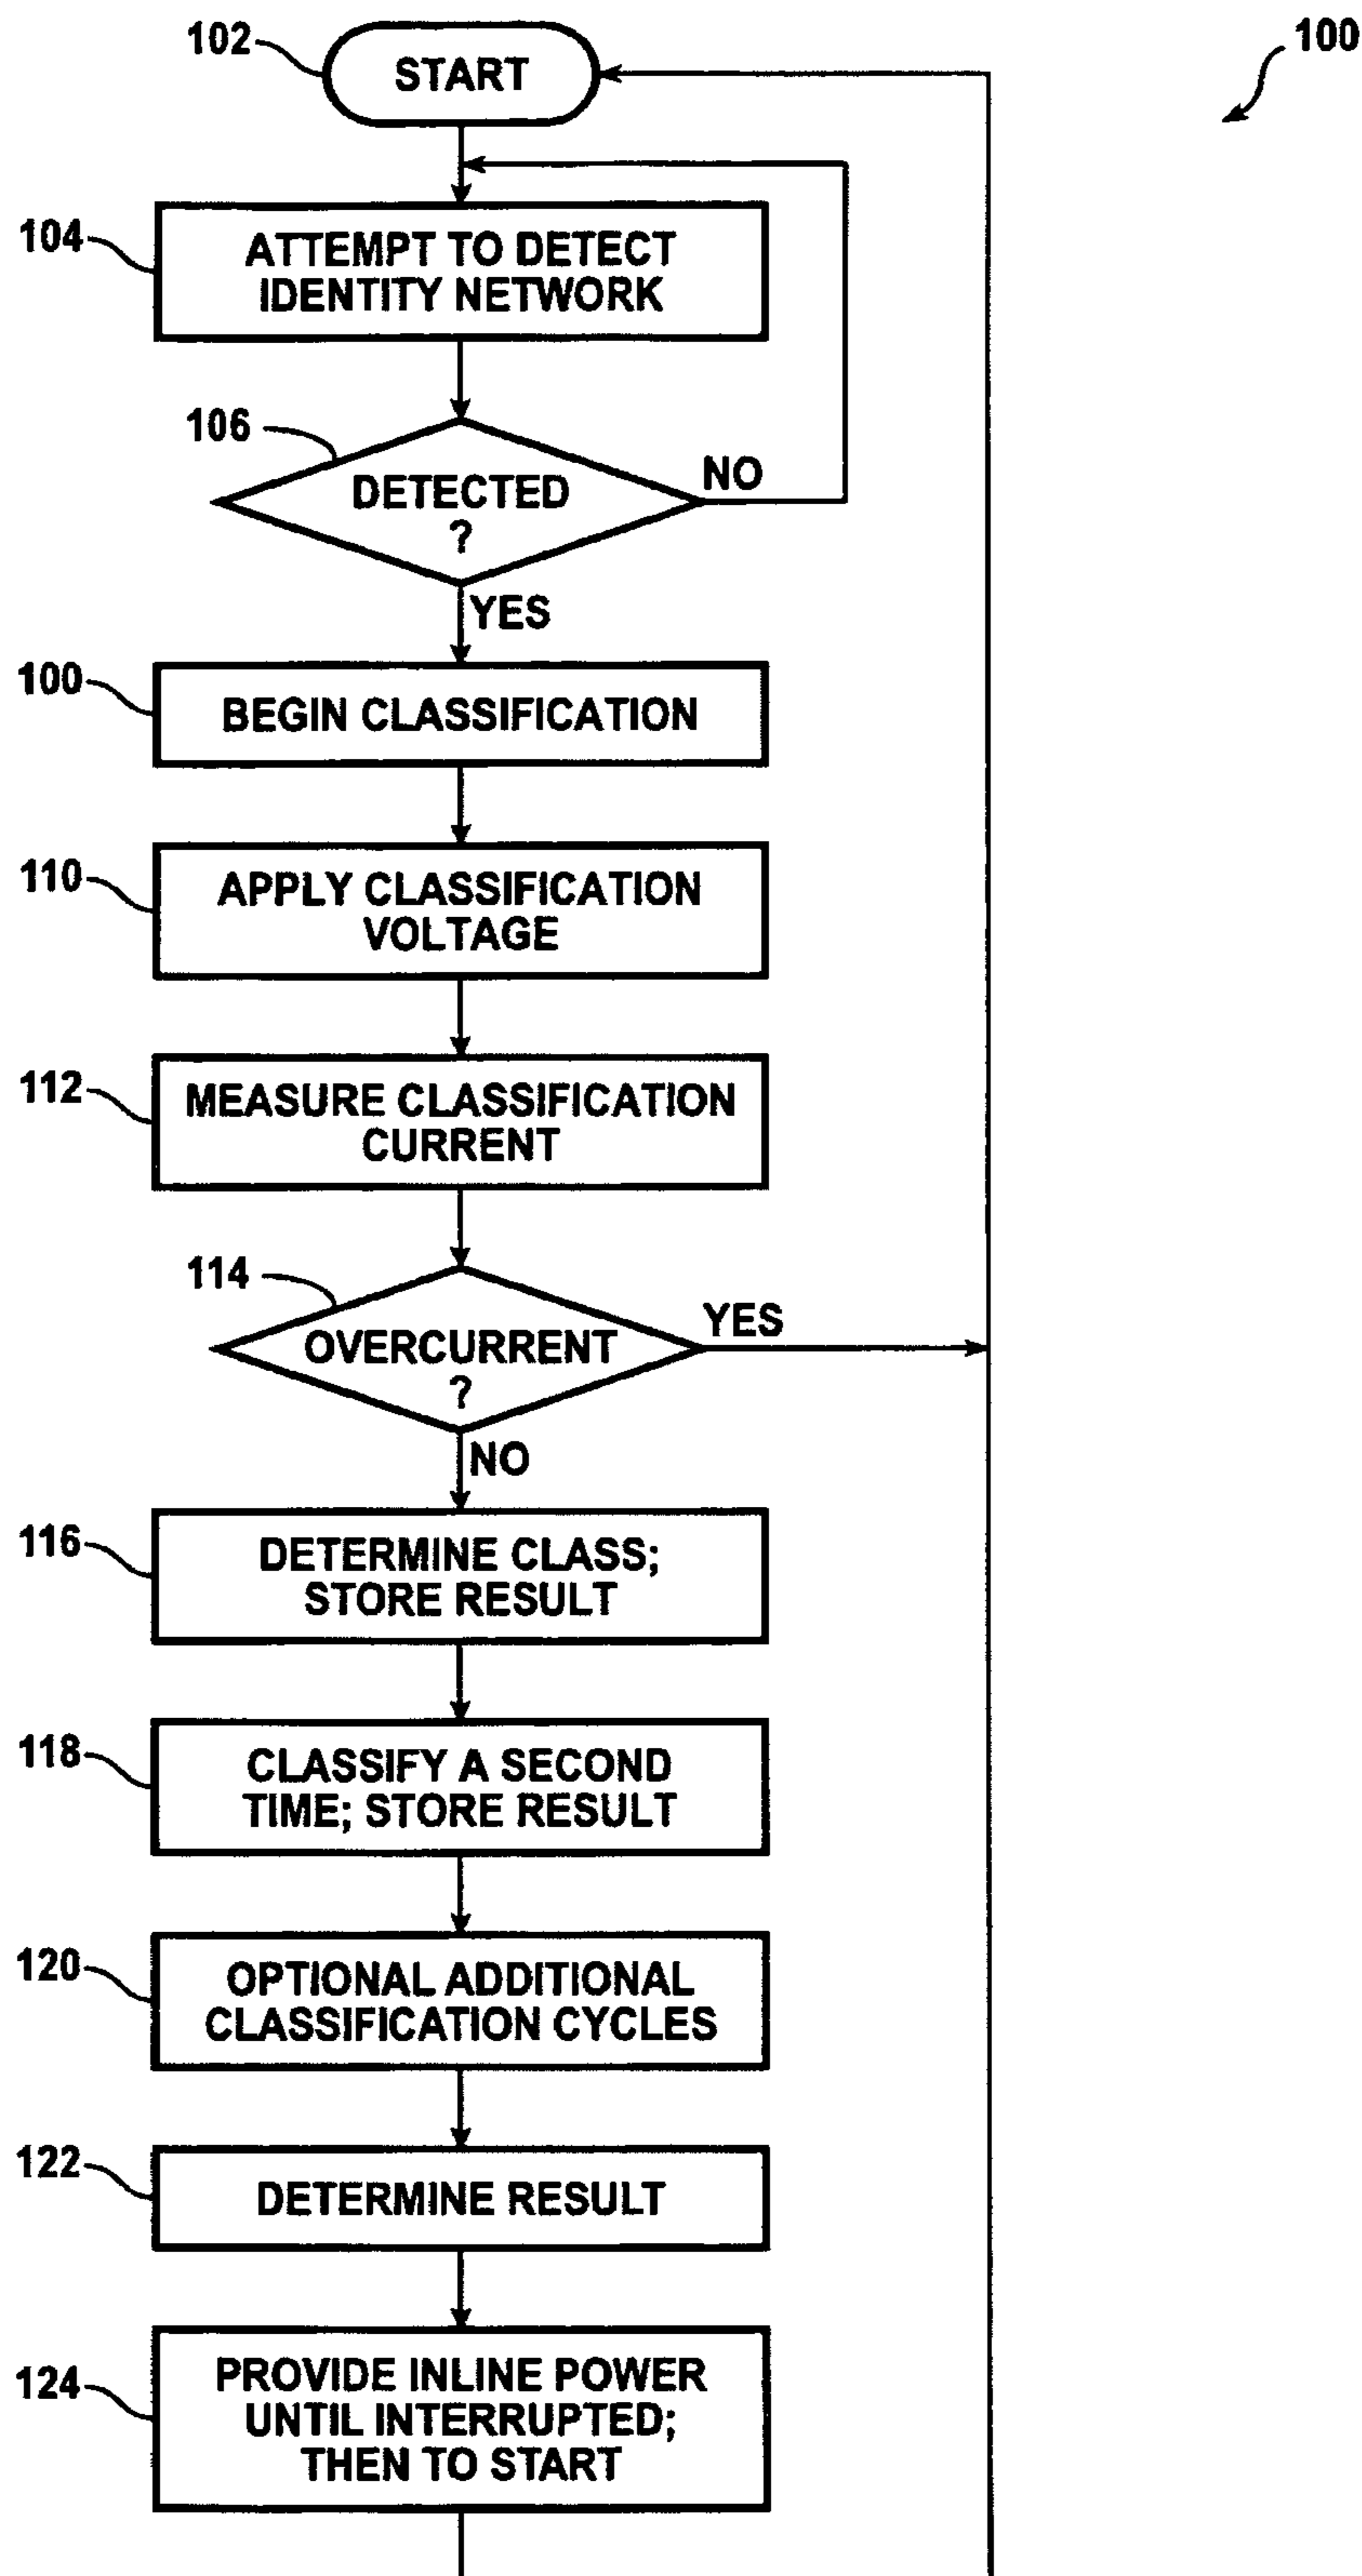 102
START
100
104
ATTEMPT TO DETECT
IDENTITY NETWORK
106
DETECTED
?
NO
YES
100
BEGIN CLASSIFICATION
110
APPLY CLASSIFICATION
VOLTAGE
112
MEASURE CLASSIFICATION
CURRENT
114
OVERCURRENT
?
YES
NO
116
DETERMINE CLASS;
STORE RESULT
118
CLASSIFY A SECOND
TIME; STORE RESULT
120
OPTIONAL ADDITIONAL
CLASSIFICATION CYCLES
122
DETERMINE RESULT
124
PROVIDE INLINE POWER
UNTIL INTERRUPTED;
THEN TO START